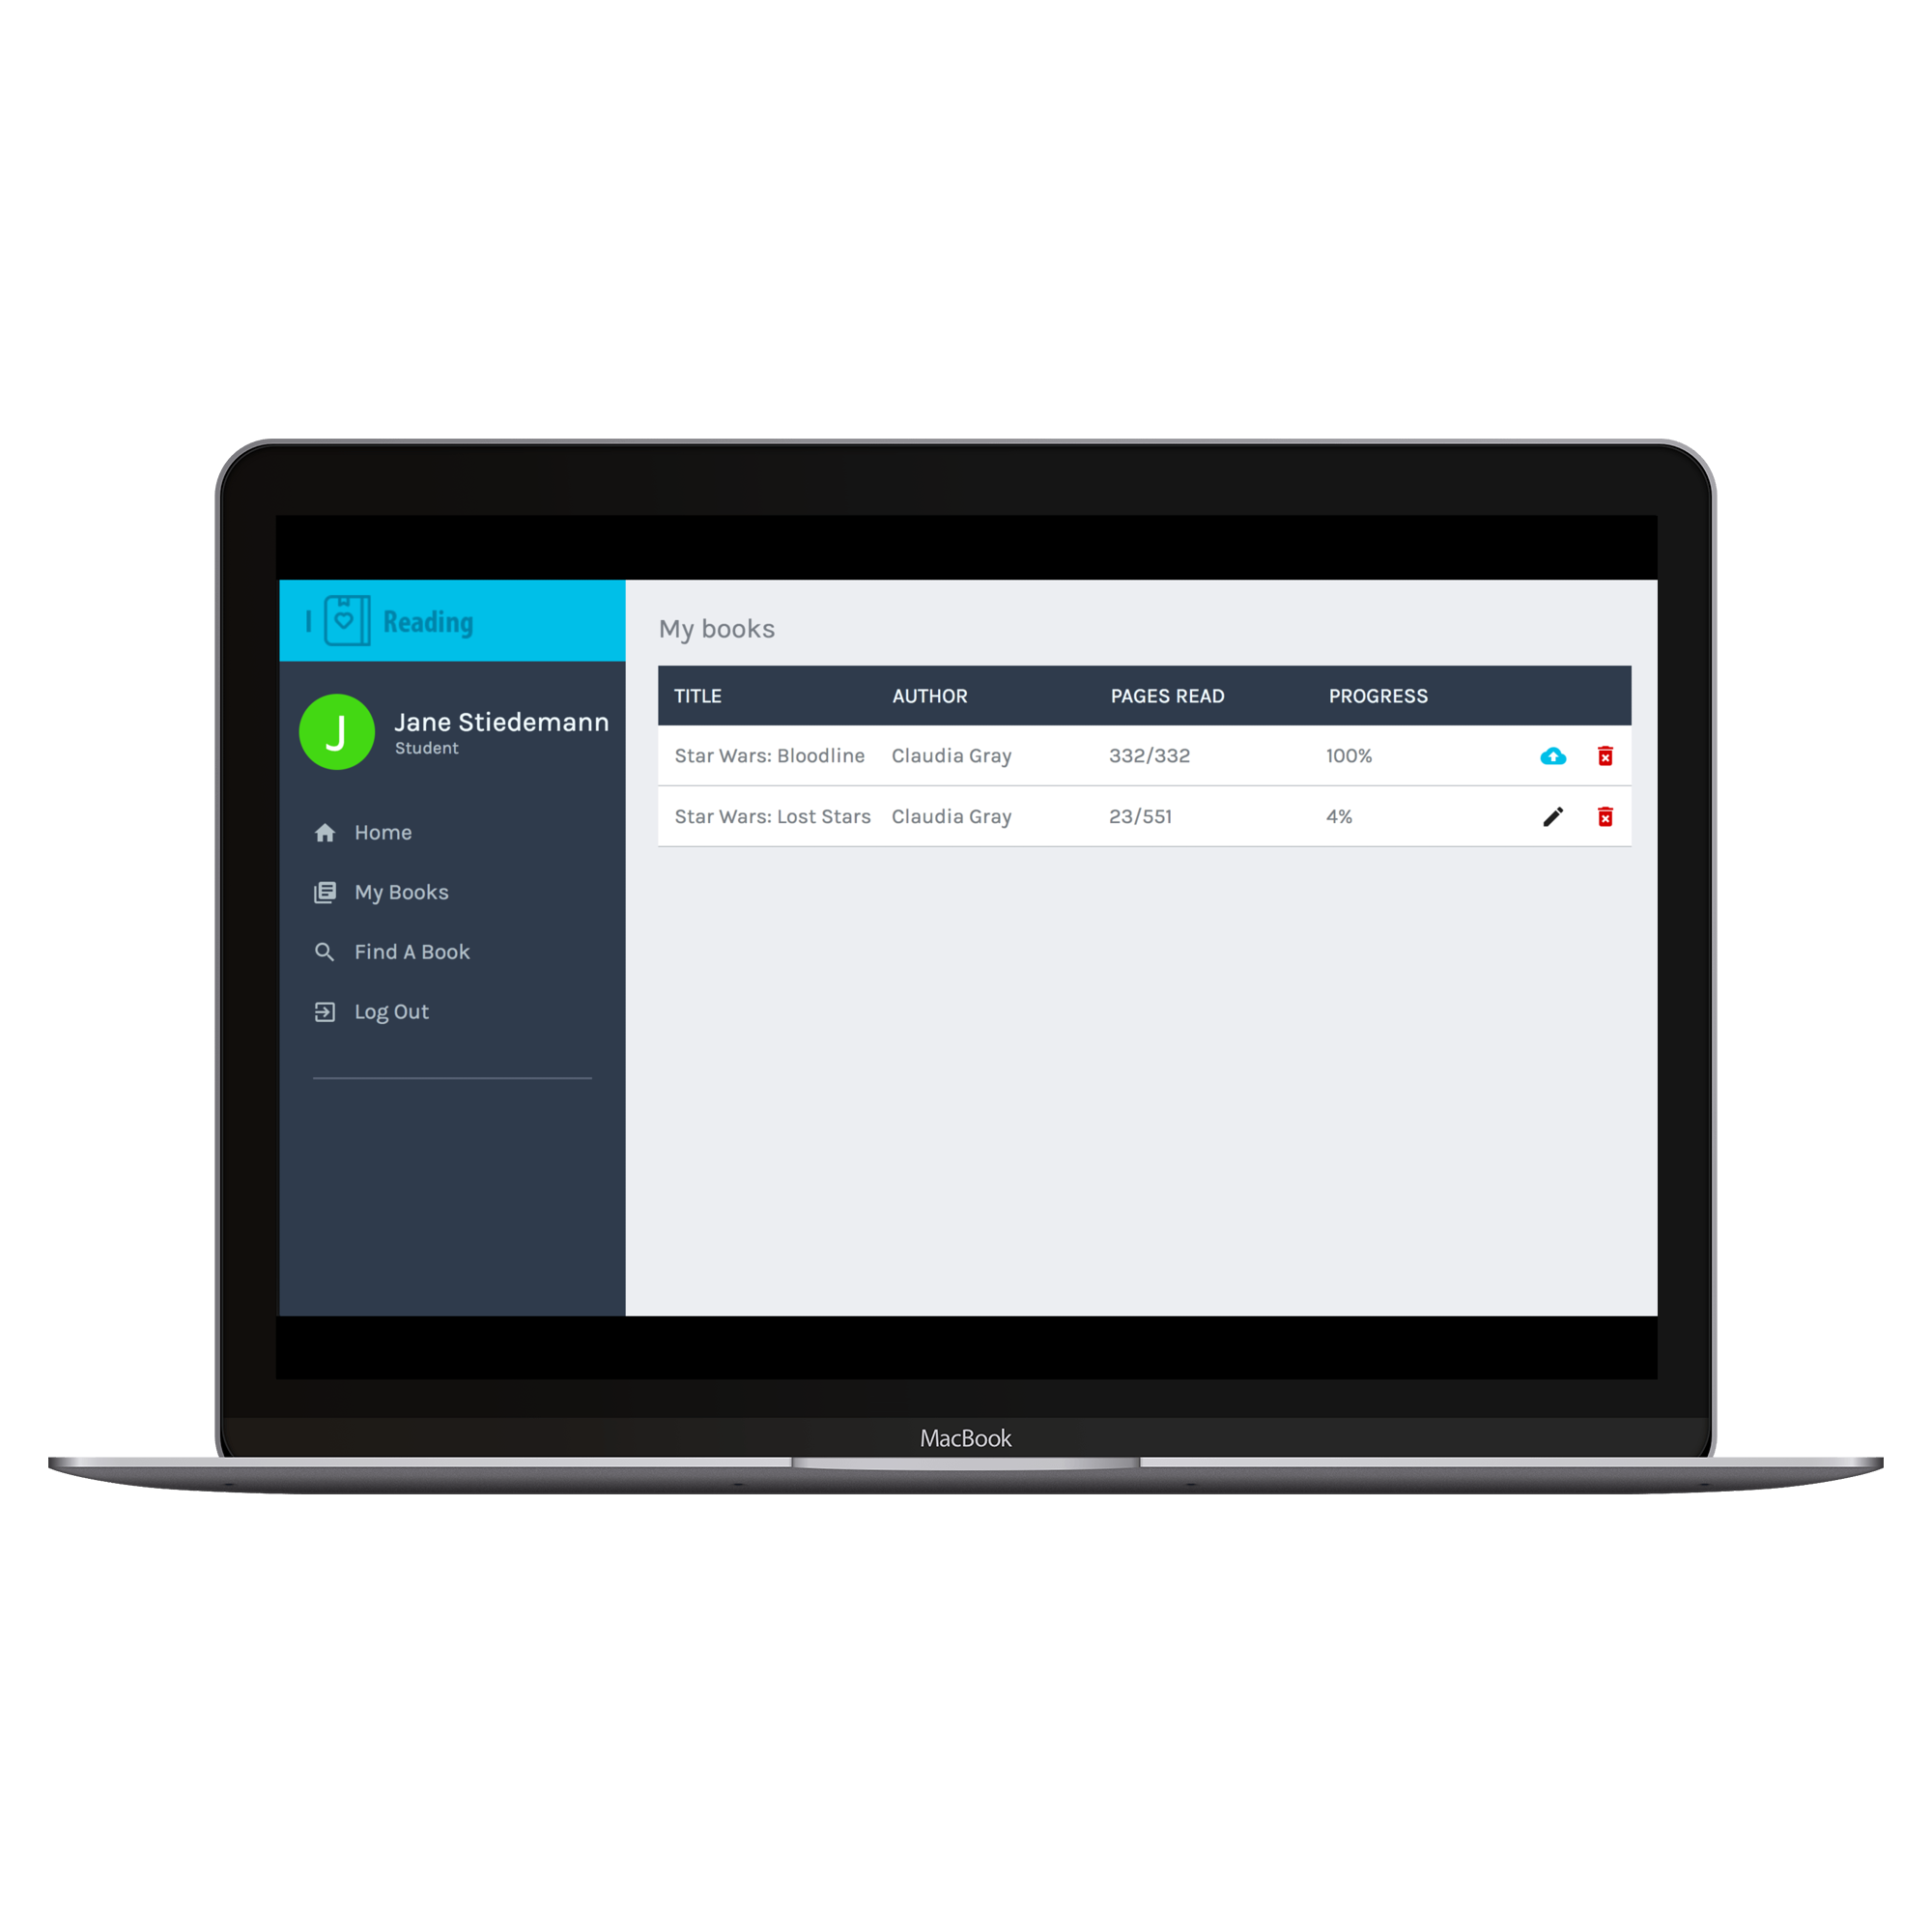 I Reading
J
Jane Stiedemann
Student
Home
My Books
Find A Book
Log Out
My books
TITLE AUTHOR PAGES READ PROGRESS
Star Wars: Bloodline Claudia Gray 332/332 100%
Star Wars: Lost Stars Claudia Gray 23/551 4%
MacBook